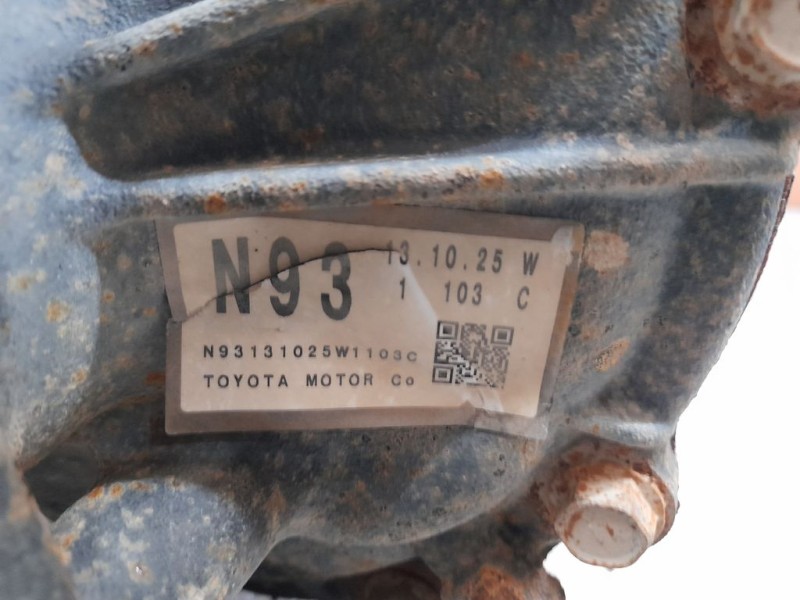 N93 13.10.25 W
1 103 C
N93131025W1103C
TOYOTA MOTOR Co